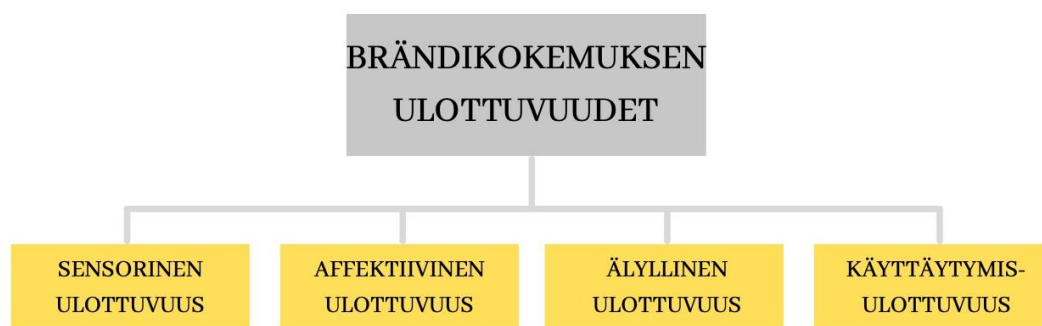 BRÄNDIKOKEMUKSEN
ULOTTUVUUDET
SENSORINEN
ULOTTUVUUS
AFFEKTIIVINEN
ULOTTUVUUS
ÄLYLLINEN
ULOTTUVUUS
KÄYTTÄYTYMIS-
ULOTTUVUUS